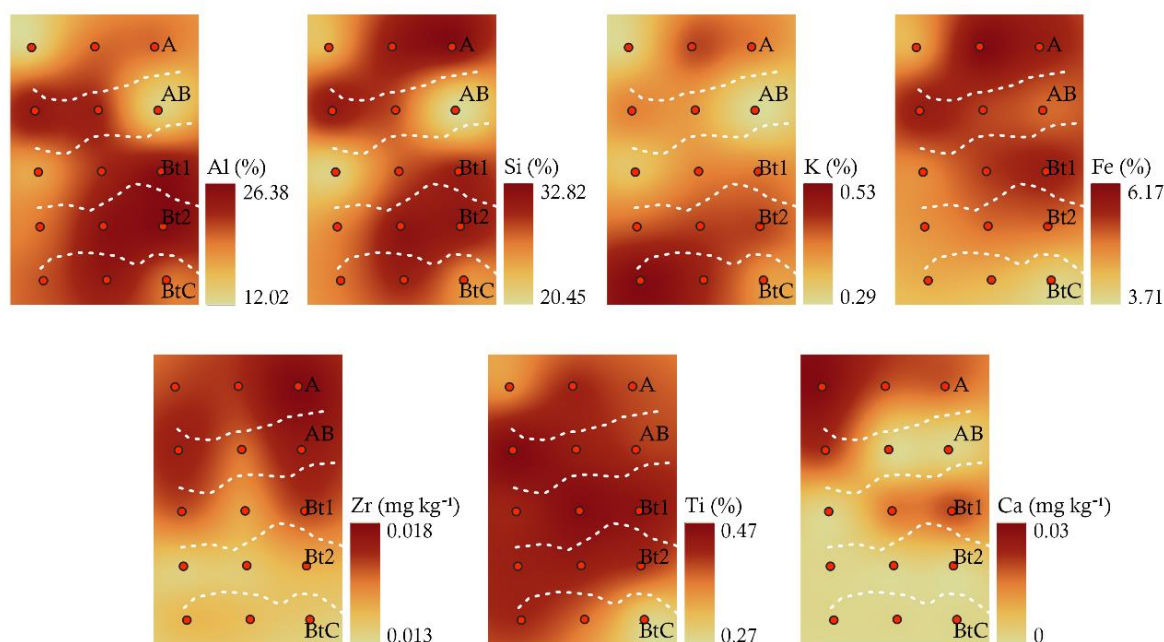 A
AB
Bt1
Bt2
BtC
Al (%)
26.38
12.02
A
AB
Bt1
Bt2
BtC
Si (%)
32.82
20.45
A
AB
Bt1
Bt2
BtC
K (%)
0.53
0.29
A
AB
Bt1
Bt2
BtC
Fe (%)
6.17
3.71
A
AB
Bt1
Bt2
BtC
Zr (mg kg⁻¹)
0.018
0.013
A
AB
Bt1
Bt2
BtC
Ti (%)
0.47
0.27
A
AB
Bt1
Bt2
BtC
Ca (mg kg⁻¹)
0.03
0